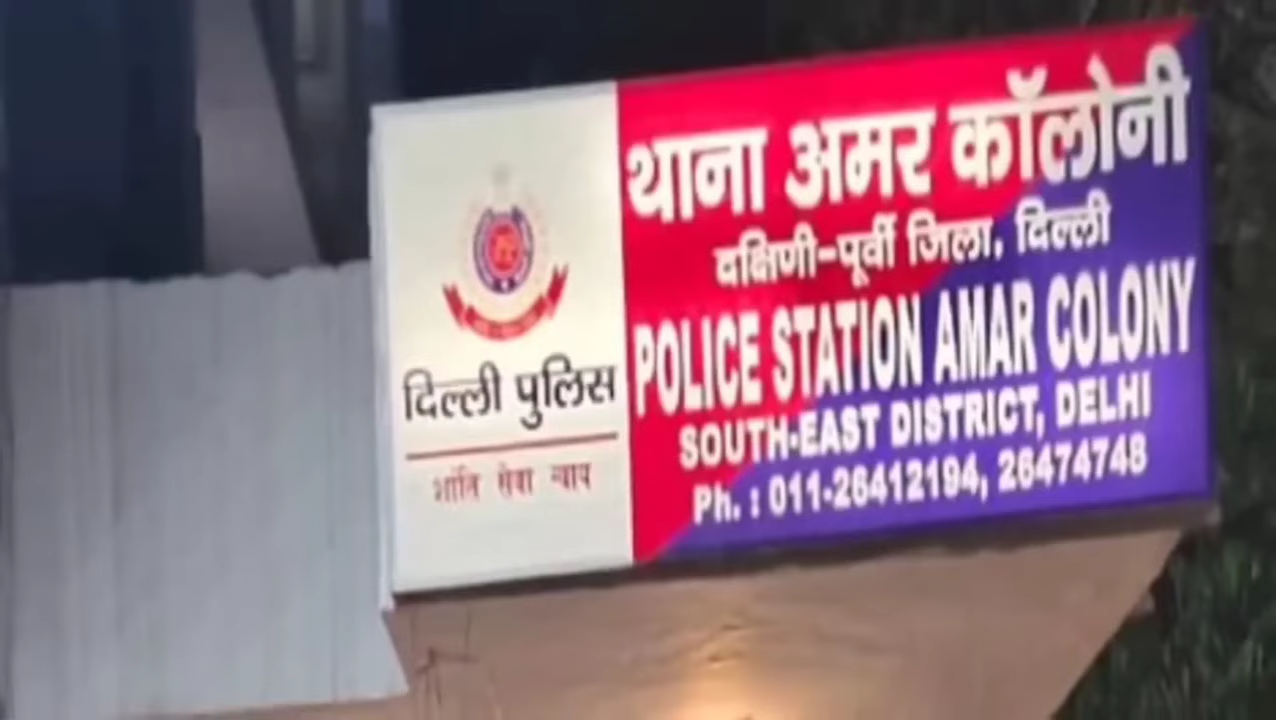 दिल्ली पुलिस
शांति सेवा न्याय
थाना अमर कॉलोनी
दक्षिणी-पूर्वी जिला, दिल्ली
POLICE STATION AMAR COLONY
SOUTH-EAST DISTRICT, DELHI
Ph. : 011-26412194, 26474748